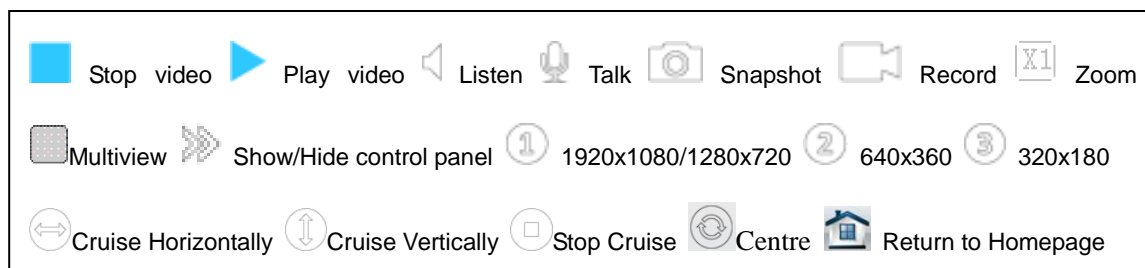 Stop video Play video Listen Talk Snapshot Record X1 Zoom
Multiview Show/Hide control panel 1 1920x1080/1280x720 2 640x360 3 320x180
Cruise Horizontally Cruise Vertically Stop Cruise Centre Return to Homepage